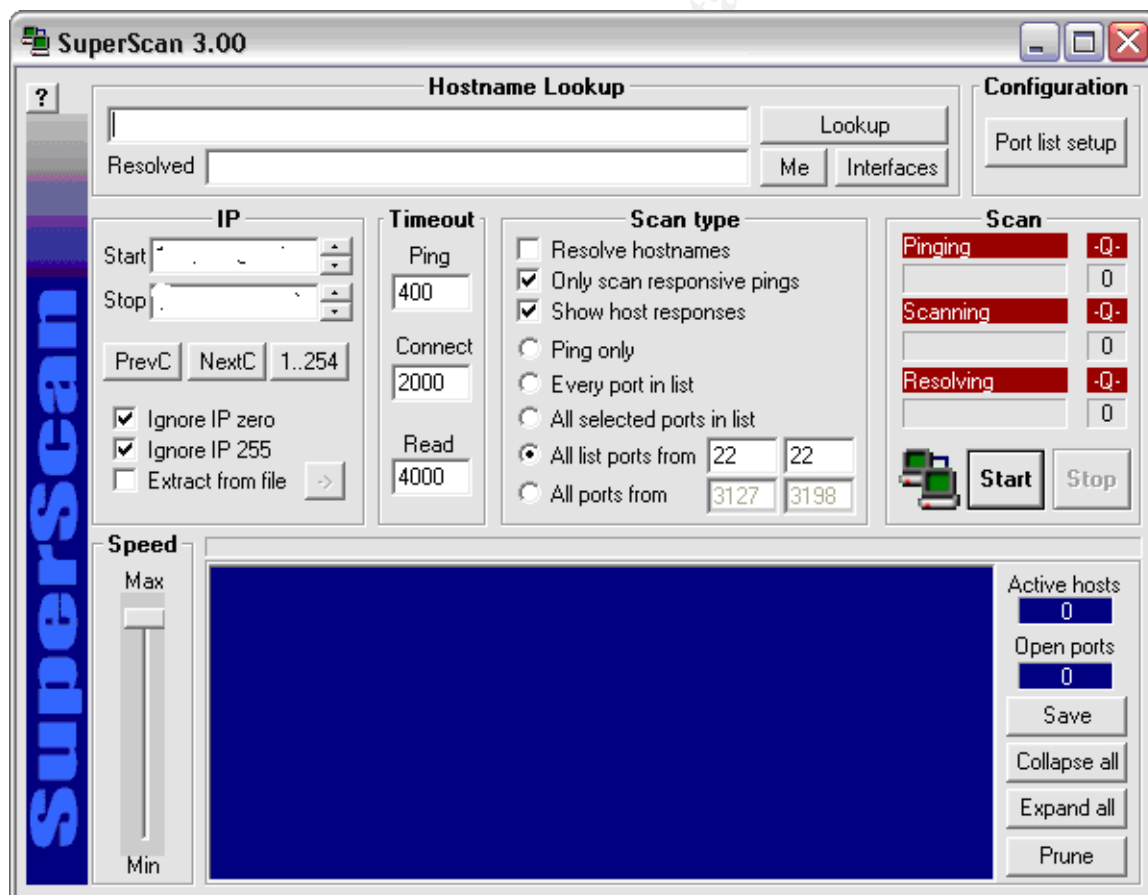 SuperScan 3.00
?
Hostname Lookup
Lookup
Resolved
Me
Interfaces
Configuration
Port list setup
IP
Start
Stop
PrevC
NextC
1..254
Ignore IP zero
Ignore IP 255
Extract from file
->
Timeout
Ping
400
Connect
2000
Read
4000
Scan type
Resolve hostnames
Only scan responsive pings
Show host responses
Ping only
Every port in list
All selected ports in list
All list ports from 22 22
All ports from 3127 3198
Scan
Pinging -Q-
0
Scanning -Q-
0
Resolving -Q-
0
Start
Stop
SuperScan
Speed
Max
Min
Active hosts
0
Open ports
0
Save
Collapse all
Expand all
Prune